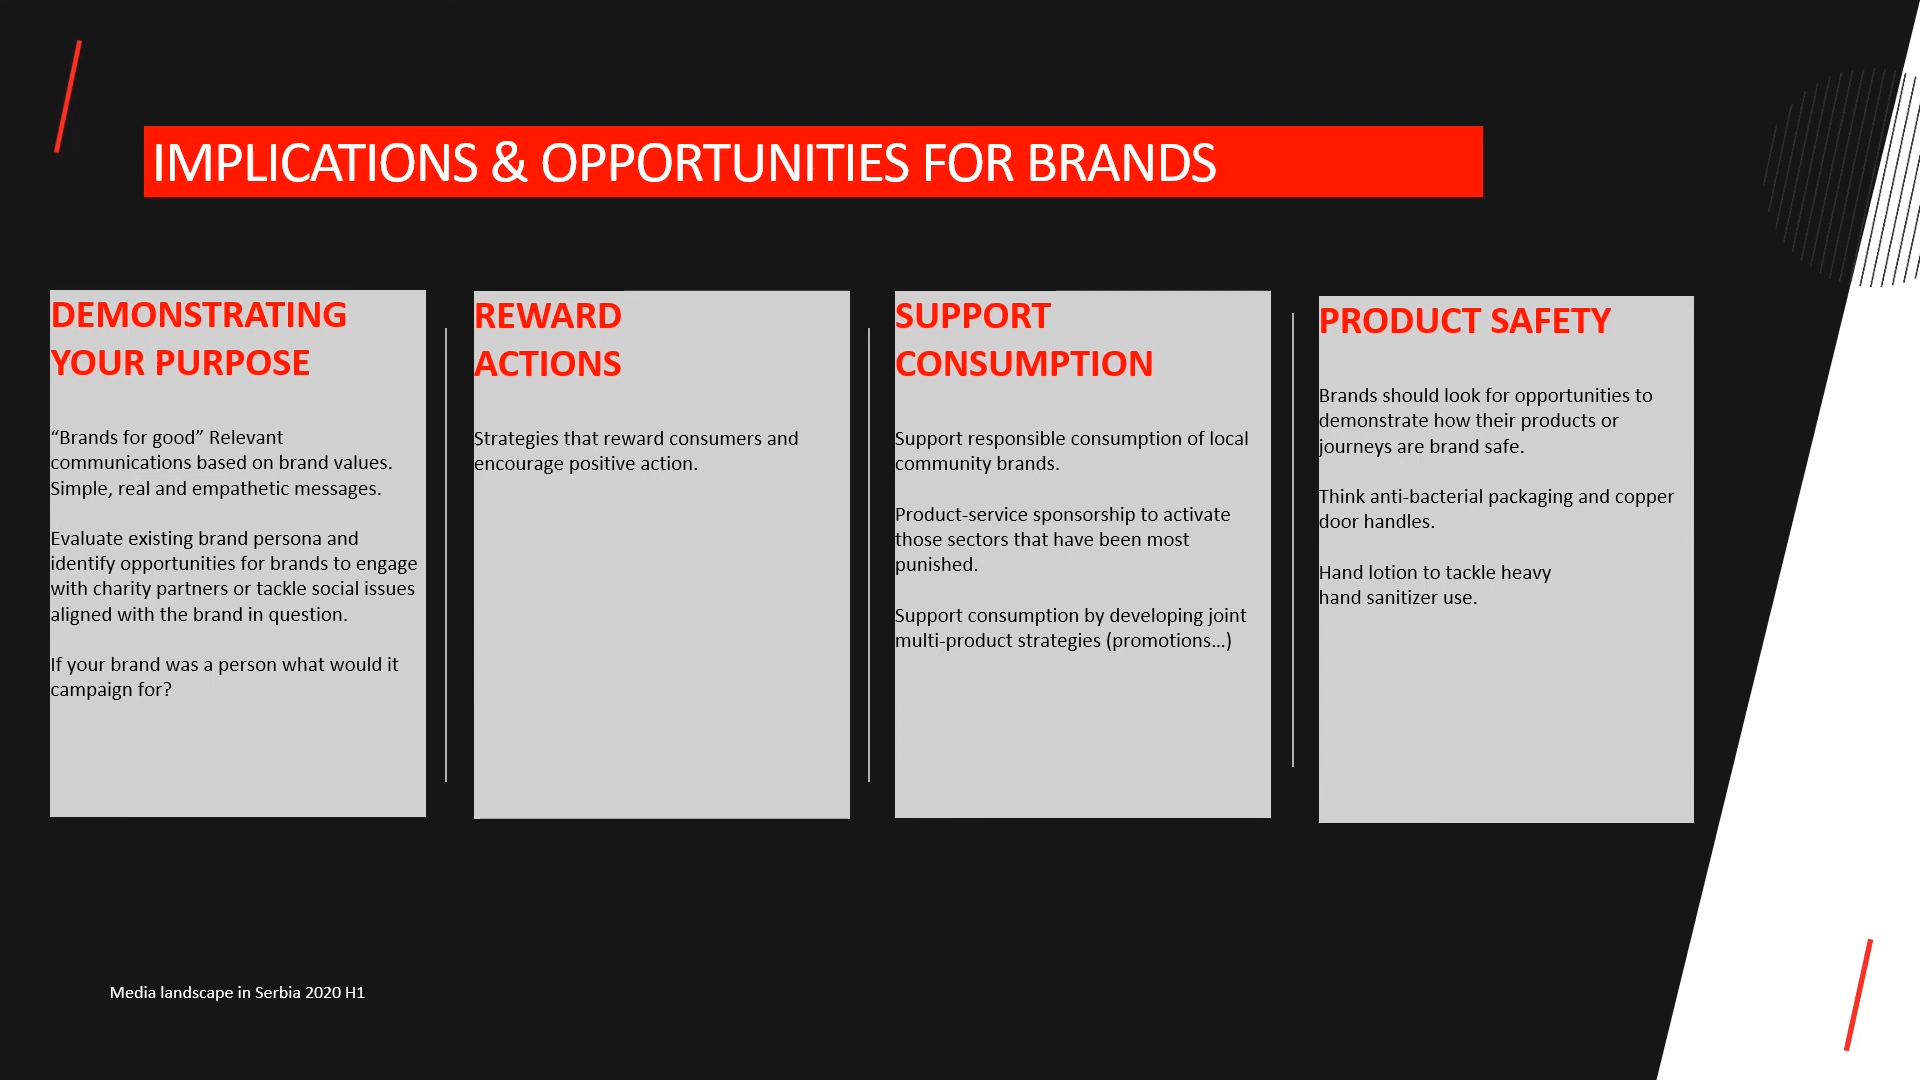 IMPLICATIONS & OPPORTUNITIES FOR BRANDS
DEMONSTRATING
YOUR PURPOSE
“Brands for good” Relevant
communications based on brand values.
Simple, real and empathetic messages.
Evaluate existing brand persona and
identify opportunities for brands to engage
with charity partners or tackle social issues
aligned with the brand in question.
If your brand was a person what would it
campaign for?
REWARD
ACTIONS
Strategies that reward consumers and
encourage positive action.
SUPPORT
CONSUMPTION
Support responsible consumption of local
community brands.
Product-service sponsorship to activate
those sectors that have been most
punished.
Support consumption by developing joint
multi-product strategies (promotions…)
PRODUCT SAFETY
Brands should look for opportunities to
demonstrate how their products or
journeys are brand safe.
Think anti-bacterial packaging and copper
door handles.
Hand lotion to tackle heavy
hand sanitizer use.
Media landscape in Serbia 2020 H1